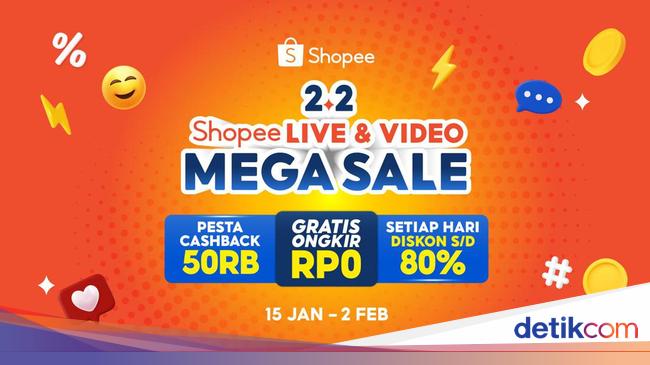 %
Shopee
2.2
Shopee LIVE & VIDEO
MEGA SALE
PESTA
CASHBACK
50RB
GRATIS
ONGKIR
RP0
SETIAP HARI
DISKON S/D
80%
#
15 JAN – 2 FEB
detikcom